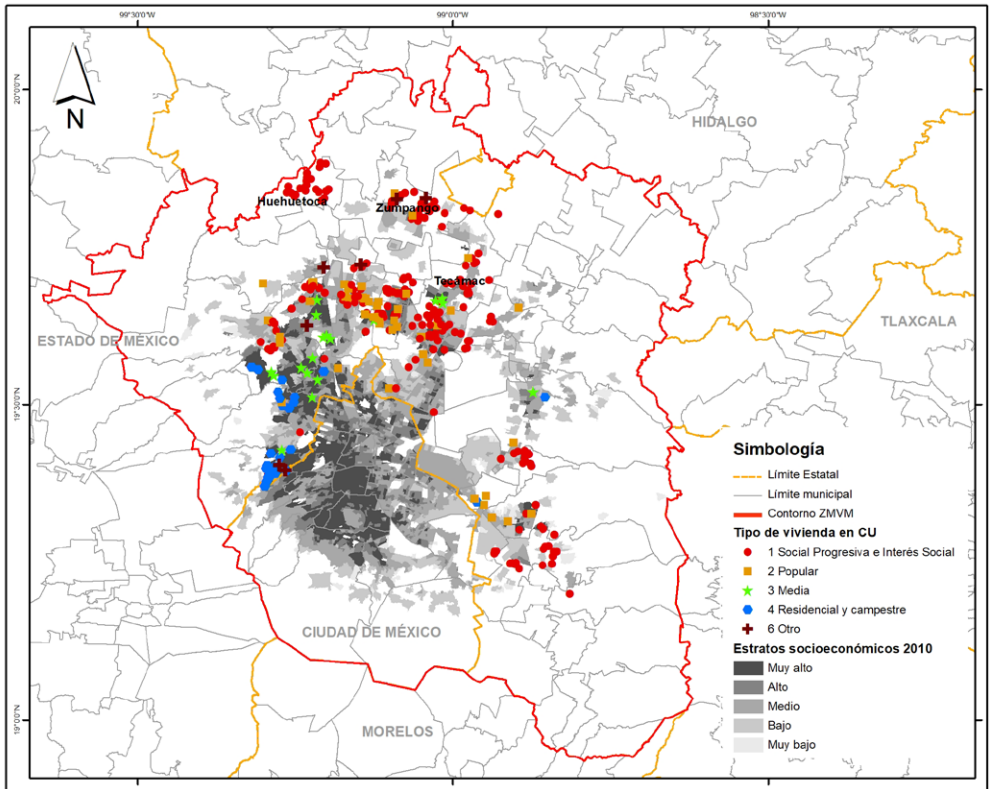 99°30'0"W
99°0'0"W
98°30'0"W
20°0'0"N
N
HIDALGO
Huehuetoca
Zumpango
Tecámac
ESTADO DE MÉXICO
TLAXCALA
19°30'0"N
CIUDAD DE MÉXICO
MORELOS
19°0'0"N
Simbología
Límite Estatal
Límite municipal
Contorno ZMVM
Tipo de vivienda en CU
1 Social Progresiva e Interés Social
2 Popular
3 Media
4 Residencial y campestre
6 Otro
Estratos socioeconómicos 2010
Muy alto
Alto
Medio
Bajo
Muy bajo